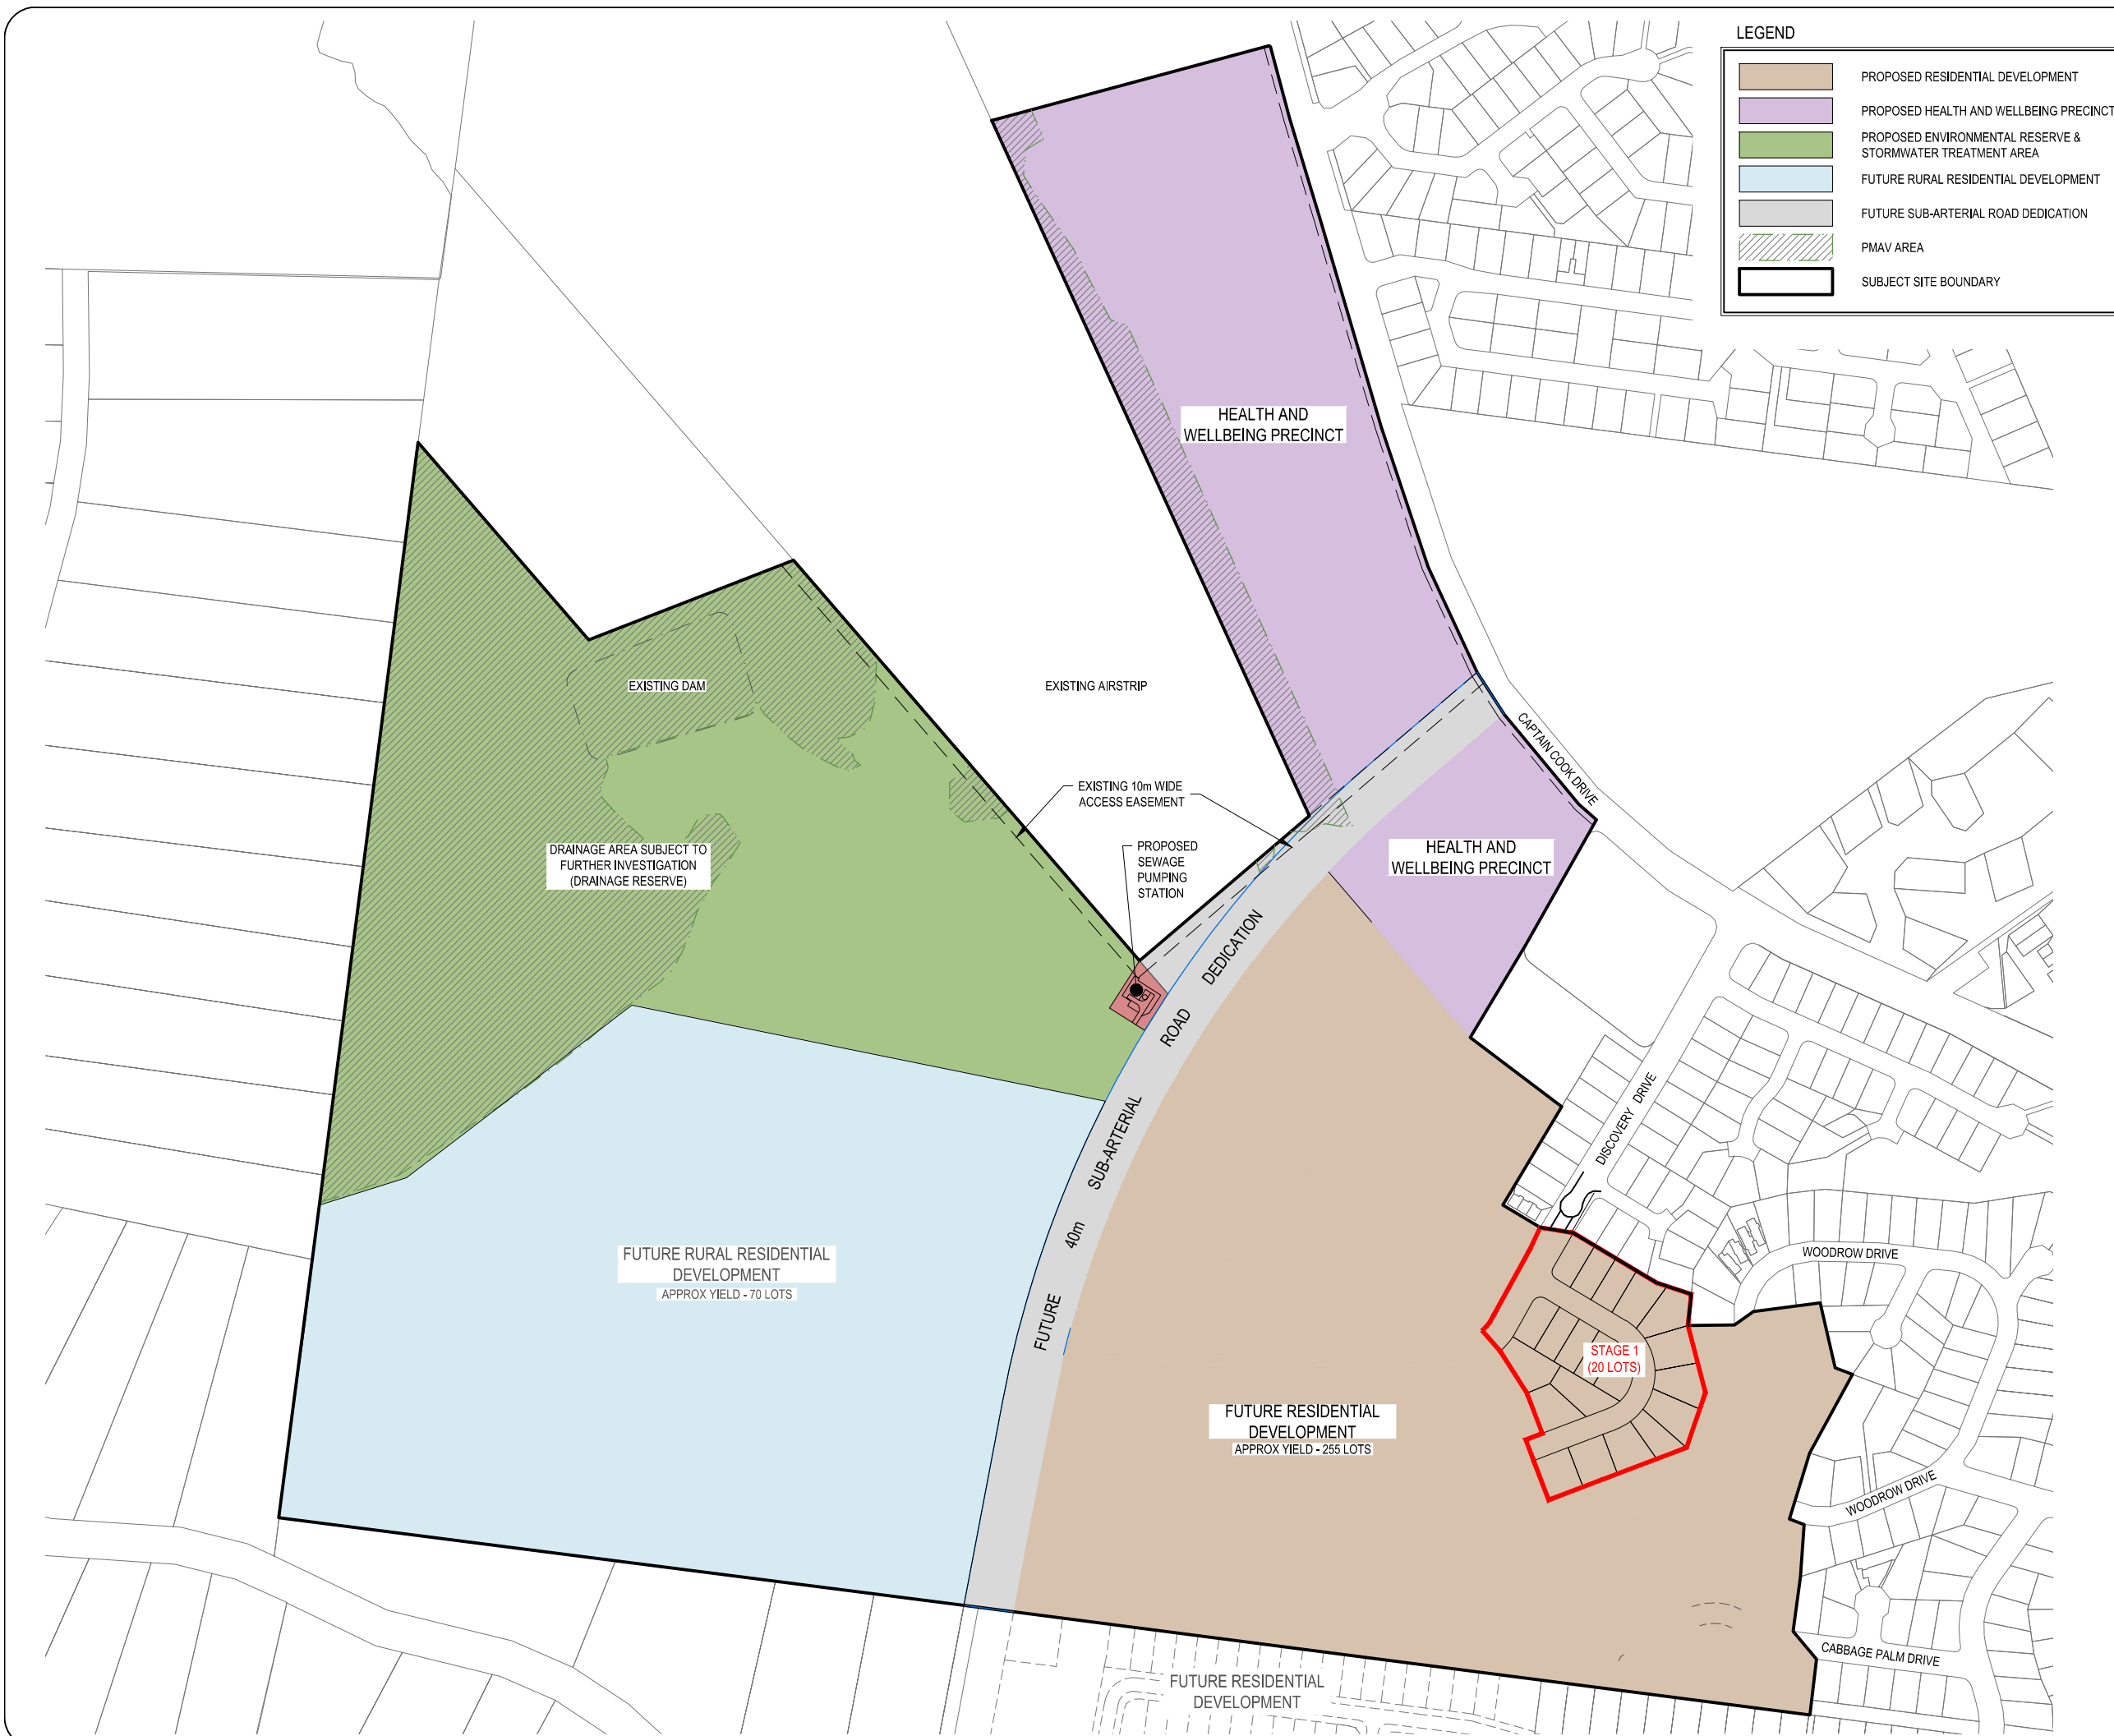 LEGEND
PROPOSED RESIDENTIAL DEVELOPMENT
PROPOSED HEALTH AND WELLBEING PRECINCT
PROPOSED ENVIRONMENTAL RESERVE &
STORMWATER TREATMENT AREA
FUTURE RURAL RESIDENTIAL DEVELOPMENT
FUTURE SUB-ARTERIAL ROAD DEDICATION
PMAV AREA
SUBJECT SITE BOUNDARY
HEALTH AND
WELLBEING PRECINCT
EXISTING DAM
EXISTING AIRSTRIP
CAPTAIN COOK DRIVE
EXISTING 10m WIDE
ACCESS EASEMENT
PROPOSED
SEWAGE
PUMPING
STATION
DRAINAGE AREA SUBJECT TO
FURTHER INVESTIGATION
(DRAINAGE RESERVE)
HEALTH AND
WELLBEING PRECINCT
FUTURE 40m SUB-ARTERIAL ROAD DEDICATION
DISCOVERY DRIVE
FUTURE RURAL RESIDENTIAL
DEVELOPMENT
APPROX YIELD - 70 LOTS
WOODROW DRIVE
STAGE 1
(20 LOTS)
FUTURE RESIDENTIAL
DEVELOPMENT
APPROX YIELD - 255 LOTS
WOODROW DRIVE
CABBAGE PALM DRIVE
FUTURE RESIDENTIAL
DEVELOPMENT